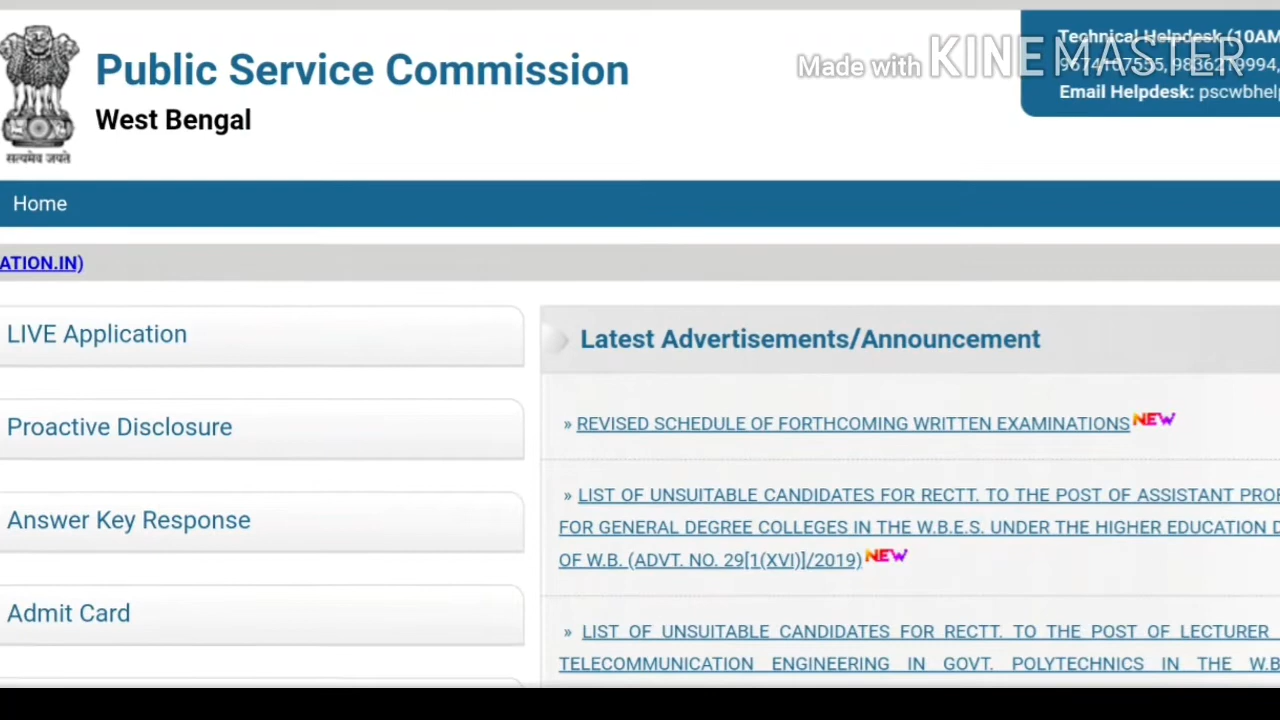 Public Service Commission
West Bengal
सत्यमेव जयते
Made with KINEMASTER
Technical Helpdesk (10AM
9674107555, 9836219994,
Email Helpdesk: pscwbhelp
Home
ATION.IN)
LIVE Application
Proactive Disclosure
Answer Key Response
Admit Card
Latest Advertisements/Announcement
» REVISED SCHEDULE OF FORTHCOMING WRITTEN EXAMINATIONS NEW
» LIST OF UNSUITABLE CANDIDATES FOR RECTT. TO THE POST OF ASSISTANT PROF
FOR GENERAL DEGREE COLLEGES IN THE W.B.E.S. UNDER THE HIGHER EDUCATION D
OF W.B. (ADVT. NO. 29[1(XVI)]/2019) NEW
» LIST OF UNSUITABLE CANDIDATES FOR RECTT. TO THE POST OF LECTURER
TELECOMMUNICATION ENGINEERING IN GOVT. POLYTECHNICS IN THE W.B